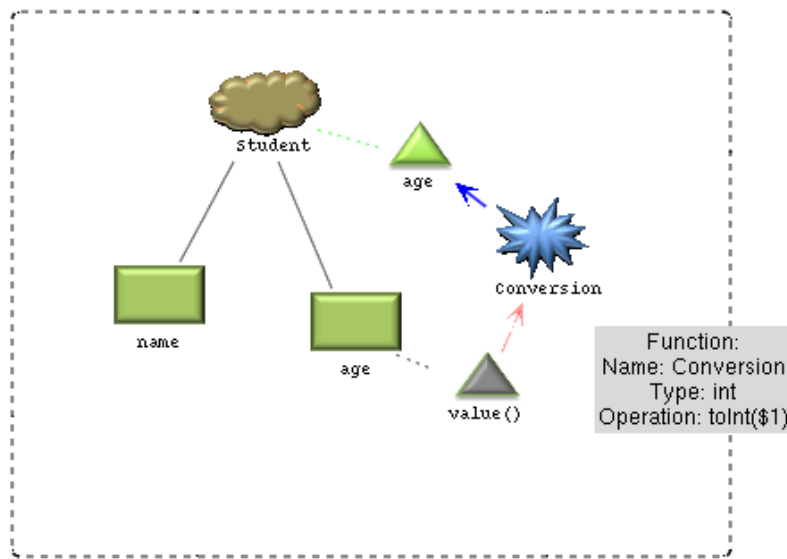 Student
age
Conversion
name
age
value()
Function:
Name: Conversion
Type: int
Operation: toInt($1)